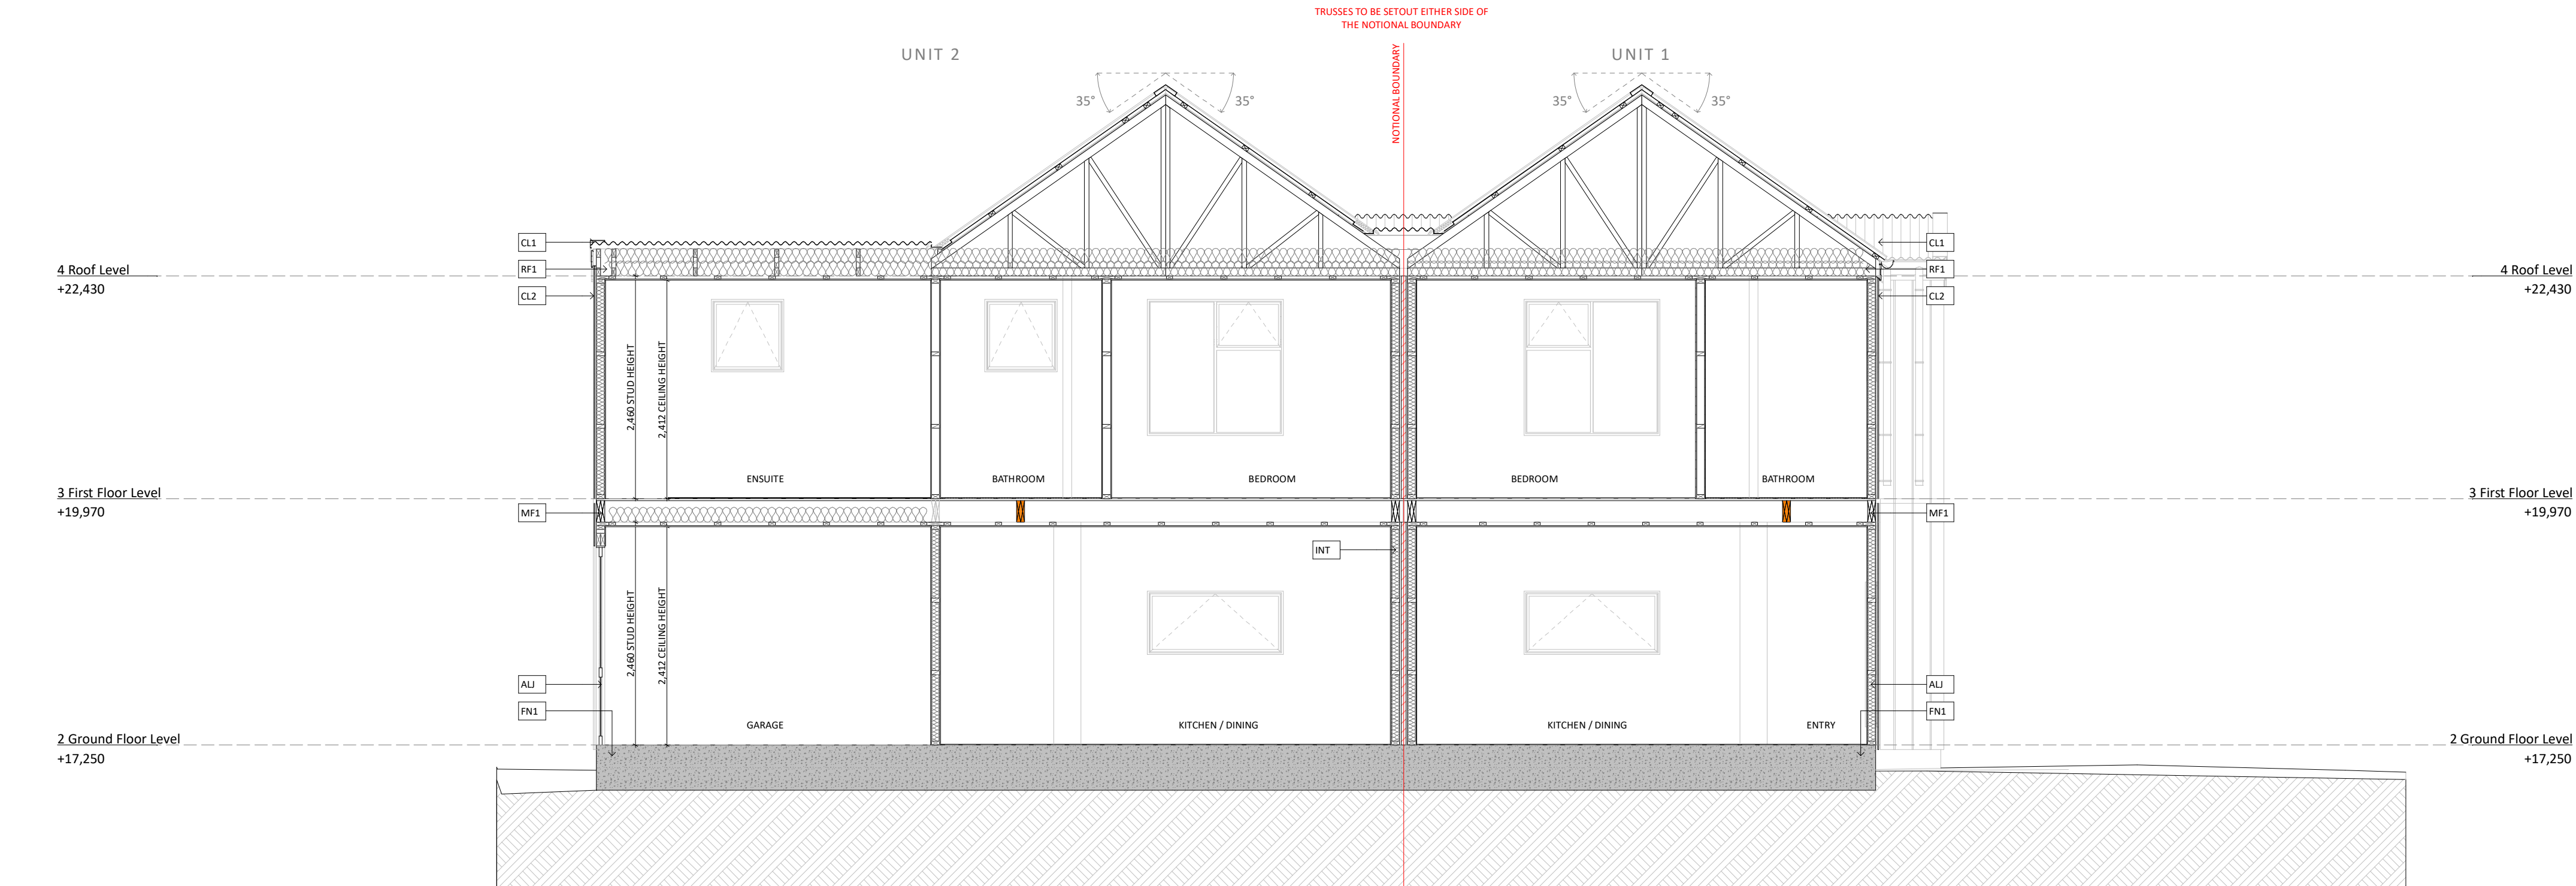 TRUSSES TO BE SETOUT EITHER SIDE OF
THE NOTIONAL BOUNDARY
UNIT 2
UNIT 1
NOTIONAL BOUNDARY
35°
35°
35°
35°
CL1
RF1
CL2
CL1
RF1
CL2
4 Roof Level
+22,430
4 Roof Level
+22,430
2,460 STUD HEIGHT
2,412 CEILING HEIGHT
ENSUITE
BATHROOM
BEDROOM
BEDROOM
BATHROOM
3 First Floor Level
+19,970
3 First Floor Level
+19,970
MF1
MF1
INT
2,460 STUD HEIGHT
2,412 CEILING HEIGHT
ALJ
FN1
ALJ
FN1
GARAGE
KITCHEN / DINING
KITCHEN / DINING
ENTRY
2 Ground Floor Level
+17,250
2 Ground Floor Level
+17,250